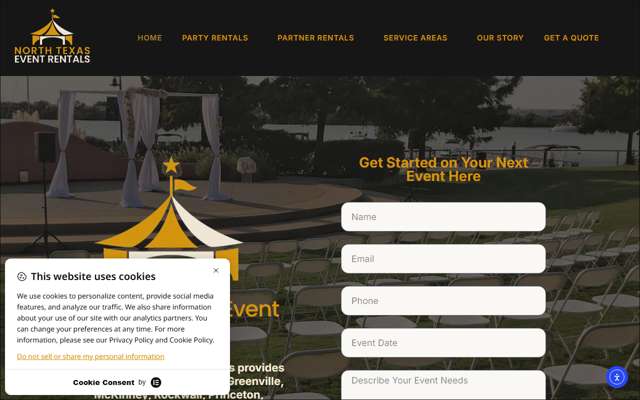 NORTH TEXAS
EVENT RENTALS
HOME
PARTY RENTALS
PARTNER RENTALS
SERVICE AREAS
OUR STORY
GET A QUOTE
Get Started on Your Next
Event Here
Name
Email
Phone
Event Date
Describe Your Event Needs
Event
provides
Greenville,
McKinney, Rockwall, Princeton,
This website uses cookies
We use cookies to personalize content, provide social media
features, and analyze our traffic. We also share information
about your use of our site with our analytics partners. You
can change your preferences at any time. For more
information, please see our Privacy Policy and Cookie Policy.
Do not sell or share my personal information
Cookie Consent by